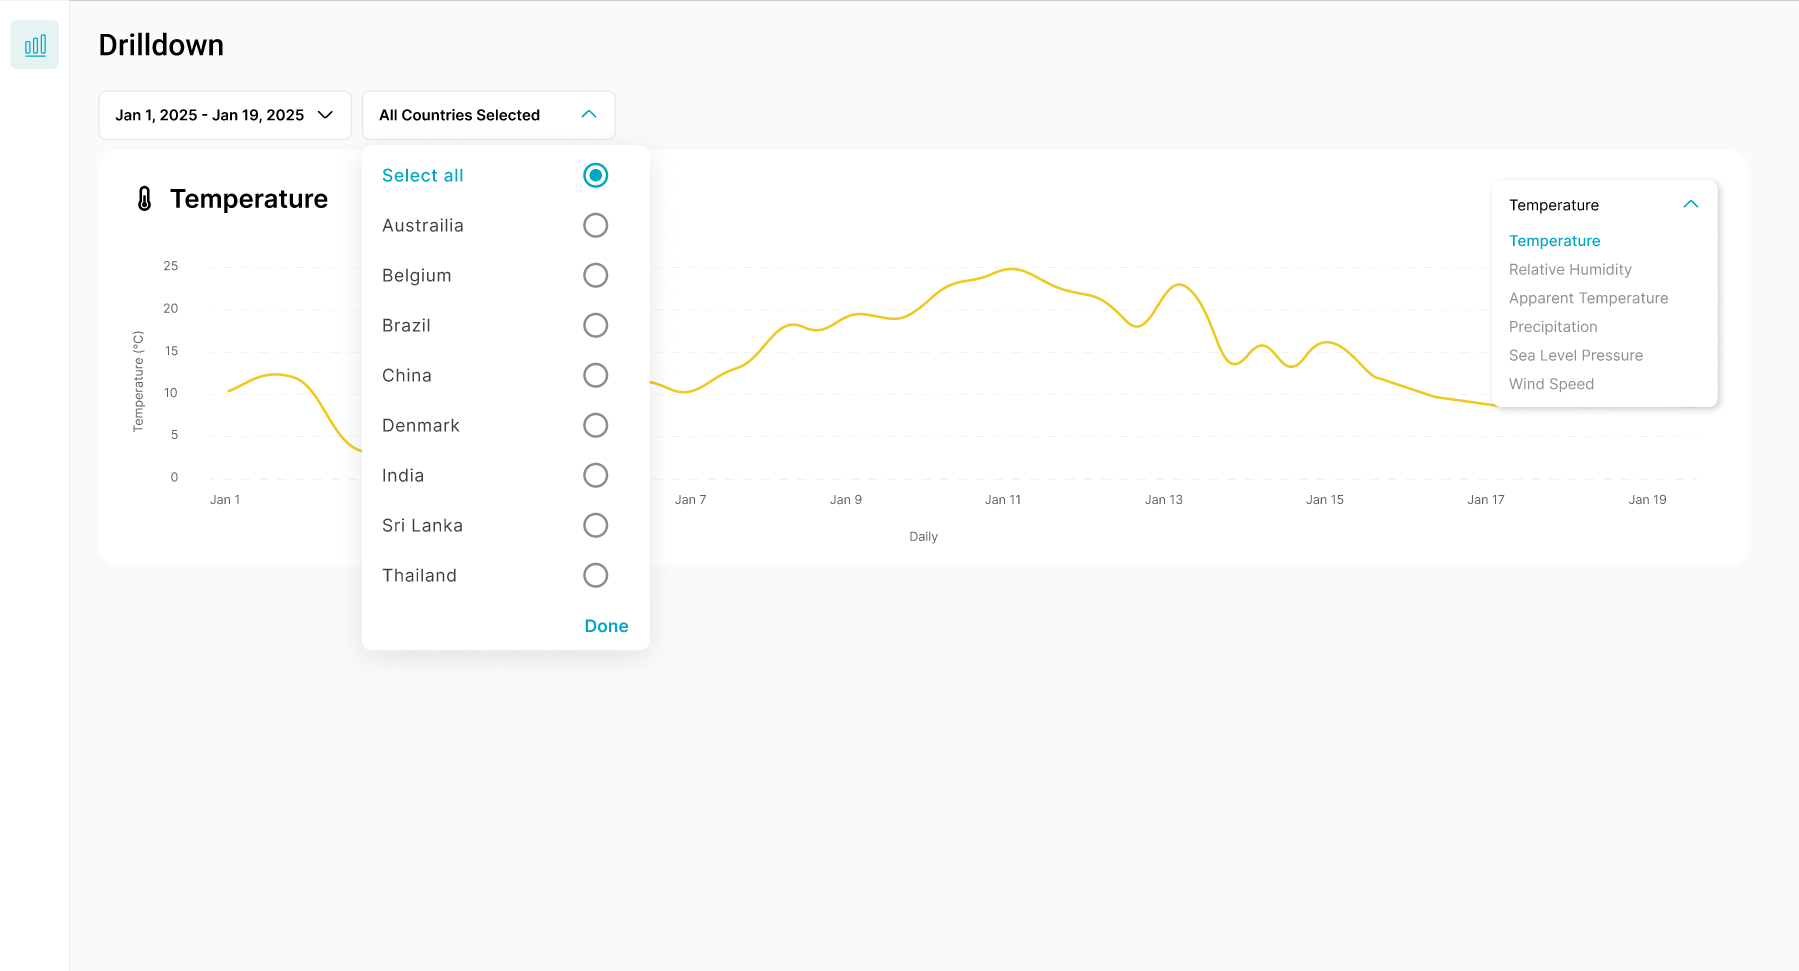 Drilldown
Jan 1, 2025 - Jan 19, 2025
All Countries Selected
Select all
Austrailia
Belgium
Brazil
China
Denmark
India
Sri Lanka
Thailand
Done
Temperature
Temperature
Temperature
Relative Humidity
Apparent Temperature
Precipitation
Sea Level Pressure
Wind Speed
Temperature (°C)
25
20
15
10
5
0
Jan 1
Jan 7
Jan 9
Jan 11
Jan 13
Jan 15
Jan 17
Jan 19
Daily